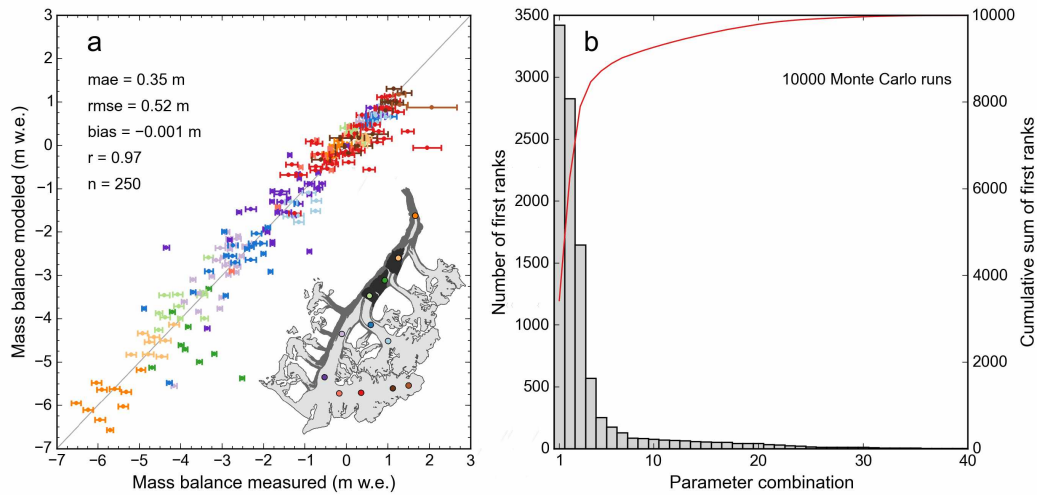 a
mae = 0.35 m
rmse = 0.52 m
bias = −0.001 m
r = 0.97
n = 250
3
2
1
0
−1
−2
−3
−4
−5
−6
−7
Mass balance modeled (m w.e.)
−7 −6 −5 −4 −3 −2 −1 0 1 2 3
Mass balance measured (m w.e.)
b
10000 Monte Carlo runs
3500
3000
2500
2000
1500
1000
500
0
Number of first ranks
10000
8000
6000
4000
2000
0
Cumulative sum of first ranks
1 10 20 30 40
Parameter combination